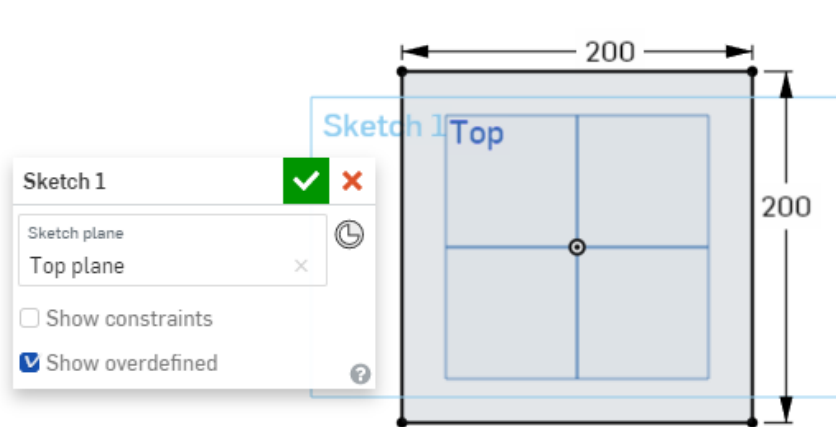 200
Sketch 1
Top
Sketch 1
Sketch plane
Top plane
200
Show constraints
Show overdefined
?